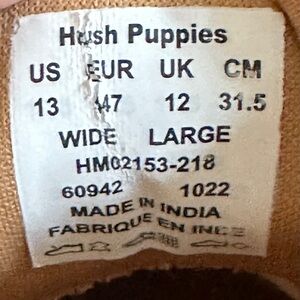 Hush Puppies
US EUR UK CM
13 47 12 31.5
WIDE LARGE
HM02153-218
60942 1022
MADE IN INDIA
FABRIQUE EN INDE